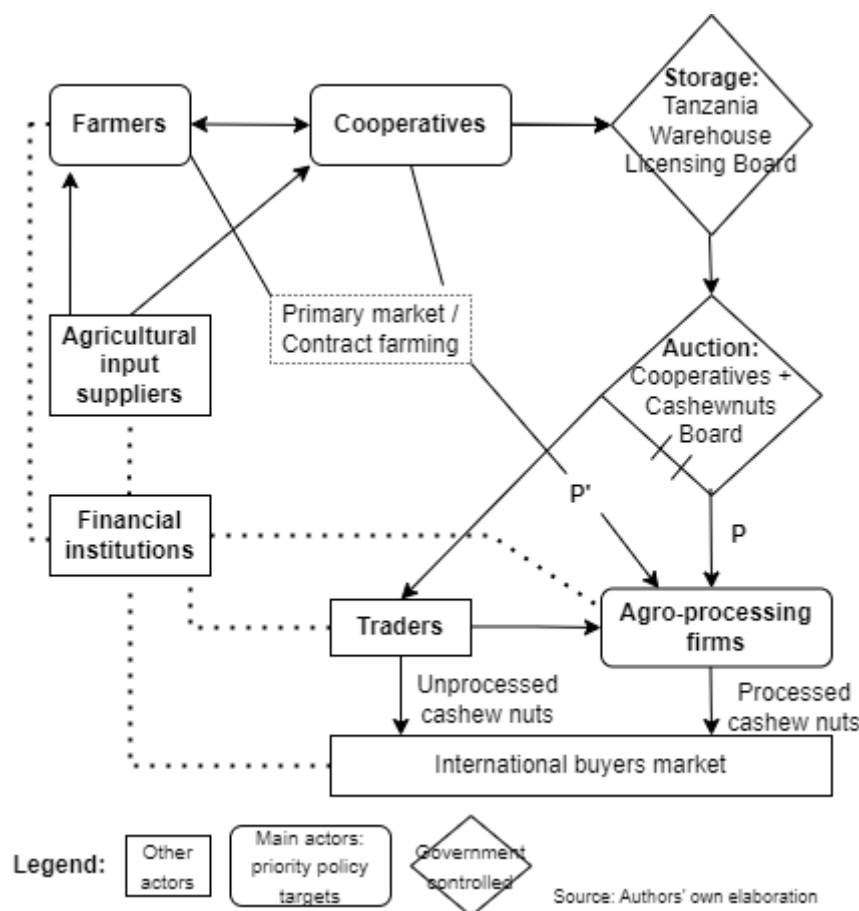 Farmers
Cooperatives
Storage:
Tanzania
Warehouse
Licensing Board
Primary market /
Contract farming
Agricultural
input
suppliers
Auction:
Cooperatives +
Cashewnuts
Board
P'
P
Financial
institutions
Traders
Agro-processing
firms
Unprocessed
cashew nuts
Processed
cashew nuts
International buyers market
Legend:
Other
actors
Main actors:
priority policy
targets
Government
controlled
Source: Authors' own elaboration